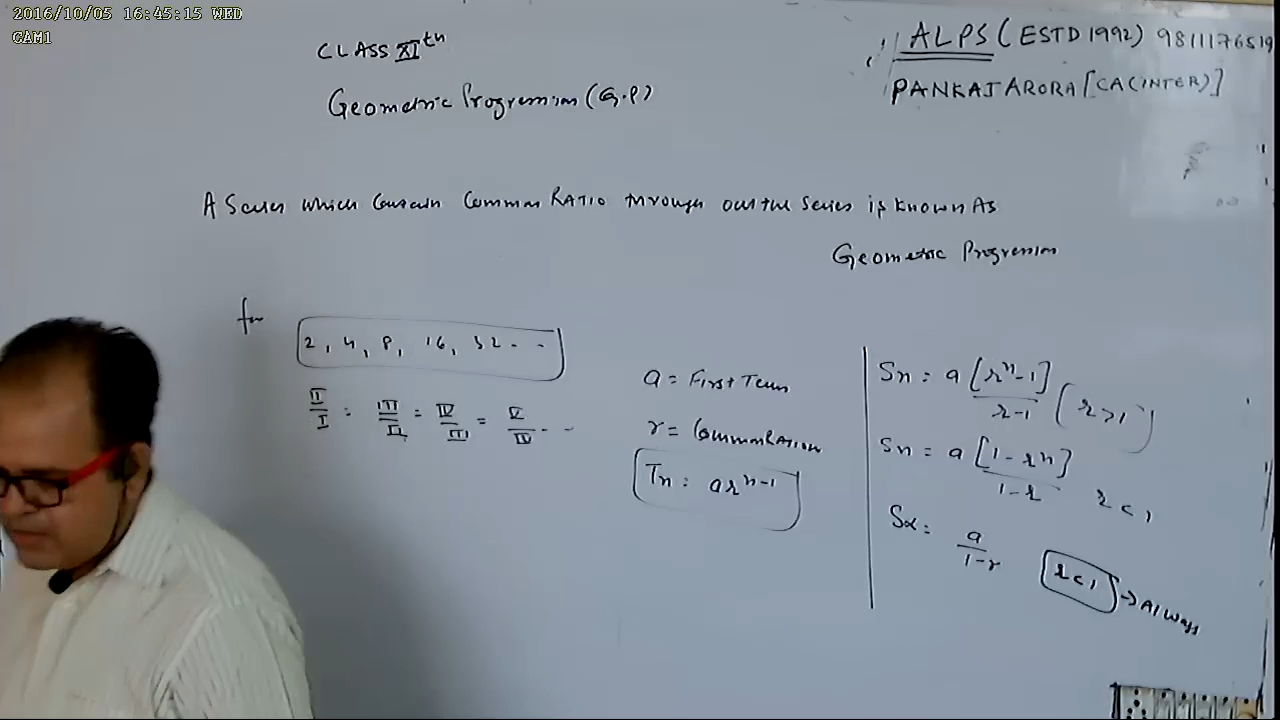 2016/10/05 16:45:15 WED
CAM1
CLASS XIth
Geometric Progression (G.P)
ALPS (ESTD 1992) 9811176519
PANKAJ ARORA [CA(INTER)]
A Series which Contain Common RATIO through out the Series is known As
Geometric Progression
for
2, 4, 8, 16, 32 - -
II/I = III/II = IV/III = V/IV - -
a = First Term
r = Common Ration
Tn = ar^n-1
Sn = a[r^n-1]/r-1 (r>1)
Sn = a[1-r^n]/1-r r<1
S∝ = a/1-r r<1 → Always